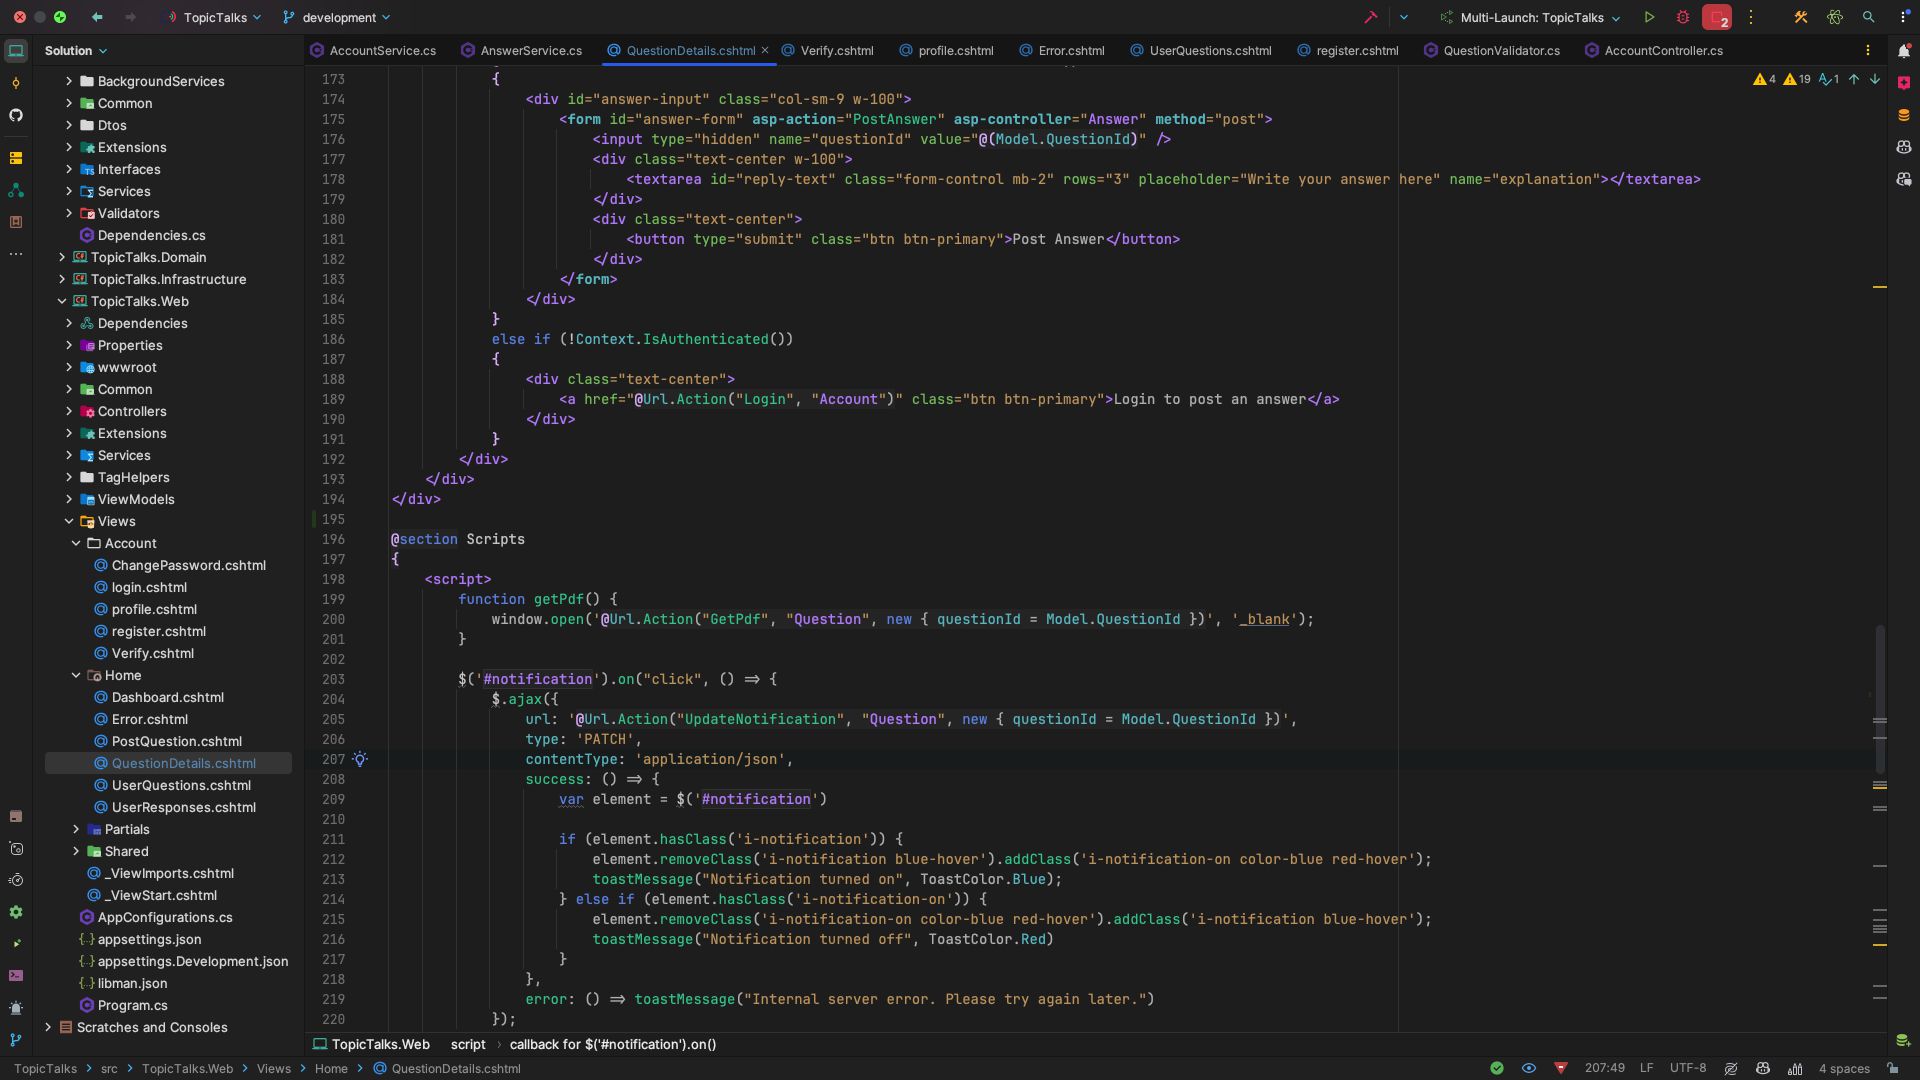 TopicTalks
development
Multi-Launch: TopicTalks
2
Solution
AccountService.cs
AnswerService.cs
QuestionDetails.cshtml
Verify.cshtml
profile.cshtml
Error.cshtml
UserQuestions.cshtml
register.cshtml
QuestionValidator.cs
AccountController.cs
BackgroundServices
Common
Dtos
Extensions
Interfaces
Services
Validators
Dependencies.cs
TopicTalks.Domain
TopicTalks.Infrastructure
TopicTalks.Web
Dependencies
Properties
wwwroot
Common
Controllers
Extensions
Services
TagHelpers
ViewModels
Views
Account
ChangePassword.cshtml
login.cshtml
profile.cshtml
register.cshtml
Verify.cshtml
Home
Dashboard.cshtml
Error.cshtml
PostQuestion.cshtml
QuestionDetails.cshtml
UserQuestions.cshtml
UserResponses.cshtml
Partials
Shared
_ViewImports.cshtml
_ViewStart.cshtml
AppConfigurations.cs
appsettings.json
appsettings.Development.json
libman.json
Program.cs
Scratches and Consoles
4 19 1
173 {
174 <div id="answer-input" class="col-sm-9 w-100">
175 <form id="answer-form" asp-action="PostAnswer" asp-controller="Answer" method="post">
176 <input type="hidden" name="questionId" value="@(Model.QuestionId)" />
177 <div class="text-center w-100">
178 <textarea id="reply-text" class="form-control mb-2" rows="3" placeholder="Write your answer here" name="explanation"></textarea>
179 </div>
180 <div class="text-center">
181 <button type="submit" class="btn btn-primary">Post Answer</button>
182 </div>
183 </form>
184 </div>
185 }
186 else if (!Context.IsAuthenticated())
187 {
188 <div class="text-center">
189 <a href="@Url.Action("Login", "Account")" class="btn btn-primary">Login to post an answer</a>
190 </div>
191 }
192 </div>
193 </div>
194 </div>
195
196 @section Scripts
197 {
198 <script>
199 function getPdf() {
200 window.open('@Url.Action("GetPdf", "Question", new { questionId = Model.QuestionId })', '_blank');
201 }
202
203 $('#notification').on("click", () => {
204 $.ajax({
205 url: '@Url.Action("UpdateNotification", "Question", new { questionId = Model.QuestionId })',
206 type: 'PATCH',
207 contentType: 'application/json',
208 success: () => {
209 var element = $('#notification')
210
211 if (element.hasClass('i-notification')) {
212 element.removeClass('i-notification blue-hover').addClass('i-notification-on color-blue red-hover');
213 toastMessage("Notification turned on", ToastColor.Blue);
214 } else if (element.hasClass('i-notification-on')) {
215 element.removeClass('i-notification-on color-blue red-hover').addClass('i-notification blue-hover');
216 toastMessage("Notification turned off", ToastColor.Red)
217 }
218 },
219 error: () => toastMessage("Internal server error. Please try again later.")
220 });
TopicTalks.Web script › callback for $('#notification').on()
TopicTalks › src › TopicTalks.Web › Views › Home › QuestionDetails.cshtml
207:49 LF UTF-8 4 spaces